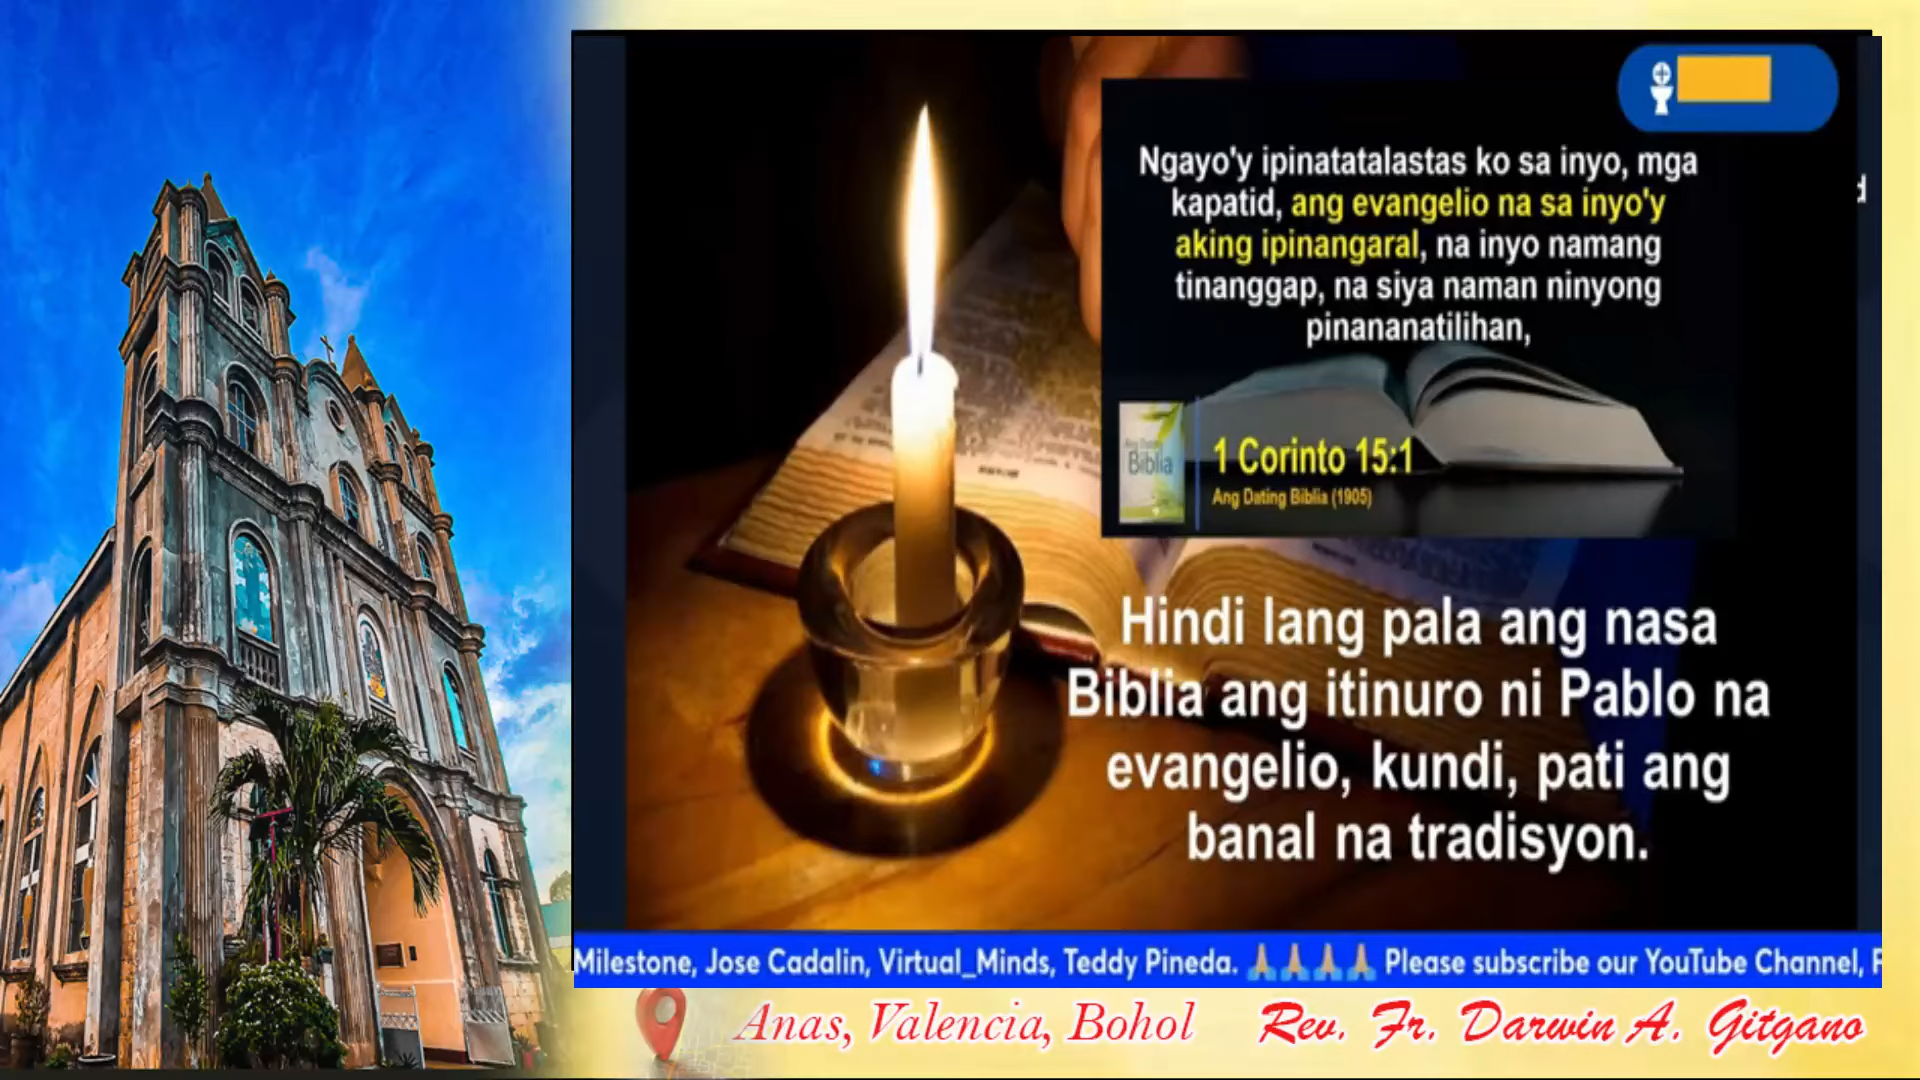 Ngayo'y ipinatatalastas ko sa inyo, mga
kapatid, ang evangelio na sa inyo'y
aking ipinangaral, na inyo namang
tinanggap, na siya naman ninyong
pinananatilihan,
Ang Dating
Biblia
1 Corinto 15:1
Ang Dating Biblia (1905)
Hindi lang pala ang nasa
Biblia ang itinuro ni Pablo na
evangelio, kundi, pati ang
banal na tradisyon.
Milestone, Jose Cadalin, Virtual_Minds, Teddy Pineda. 🙏🙏🙏🙏 Please subscribe our YouTube Channel, F
Anas, Valencia, Bohol Rev. Fr. Darwin A. Gitgano